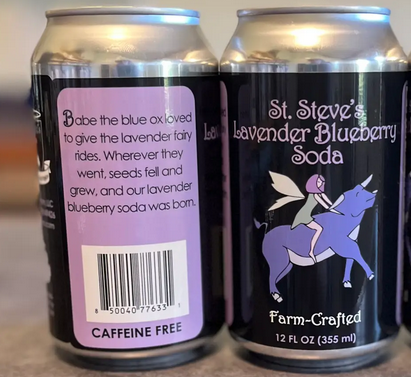 Babe the blue ox loved
to give the lavender fairy
rides. Wherever they
went, seeds fell and
grew, and our lavender
blueberry soda was born.
8 50040 77633 1
CAFFEINE FREE
St. Steve's
Lavender Blueberry
Soda
Farm-Crafted
12 FL OZ (355 ml)